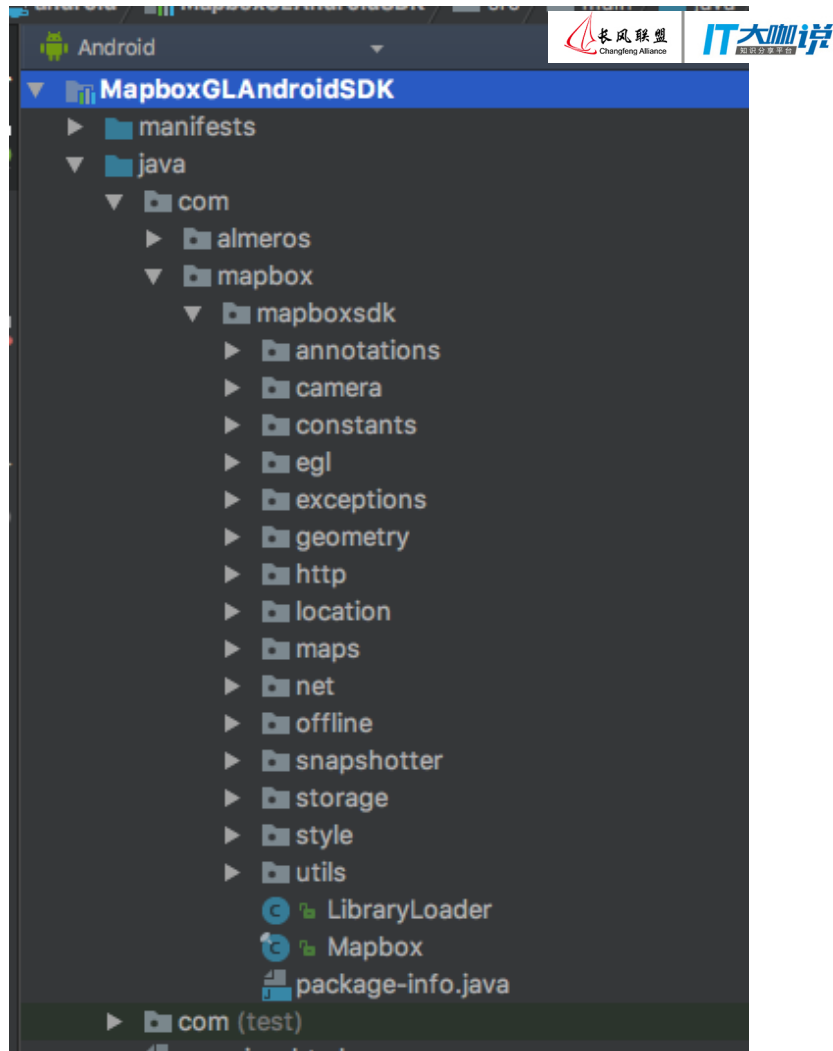 MapboxGLAndroidSDK
Android
长风联盟
Changfeng Alliance
IT大咖说
知识分享平台
MapboxGLAndroidSDK
manifests
java
com
almeros
mapbox
mapboxsdk
annotations
camera
constants
egl
exceptions
geometry
http
location
maps
net
offline
snapshotter
storage
style
utils
LibraryLoader
Mapbox
package-info.java
com (test)